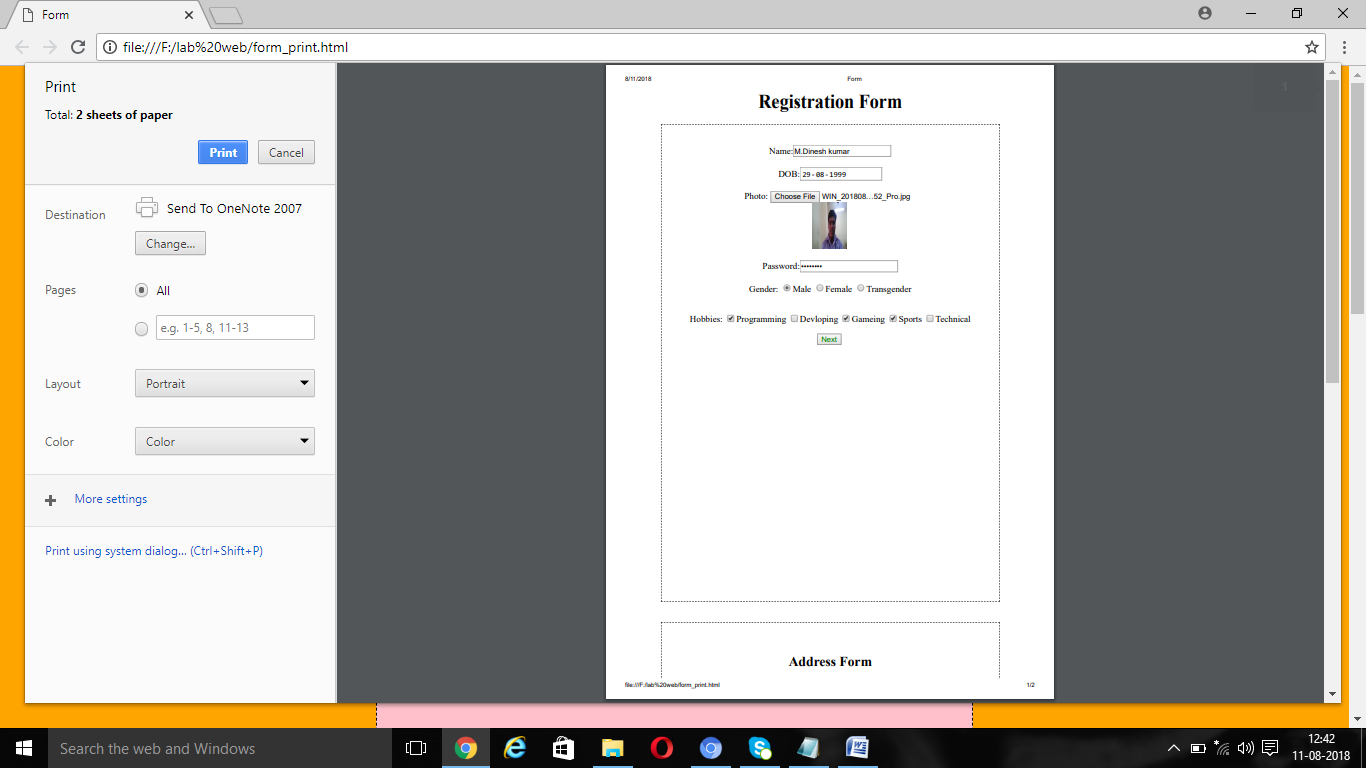 Form
file:///F:/lab%20web/form_print.html
Print
Total: 2 sheets of paper
Print Cancel
Destination Send To OneNote 2007
Change...
Pages All
e.g. 1-5, 8, 11-13
Layout Portrait
Color Color
More settings
Print using system dialog... (Ctrl+Shift+P)
8/11/2018 Form
1
Registration Form
Name: M.Dinesh kumar
DOB: 29-08-1999
Photo: Choose File WIN_201808...52_Pro.jpg
Password: ••••••••
Gender: Male Female Transgender
Hobbies: Programming Devloping Gameing Sports Technical
Next
Address Form
file:///F:/lab%20web/form_print.html 1/2
Search the web and Windows
12:42
11-08-2018